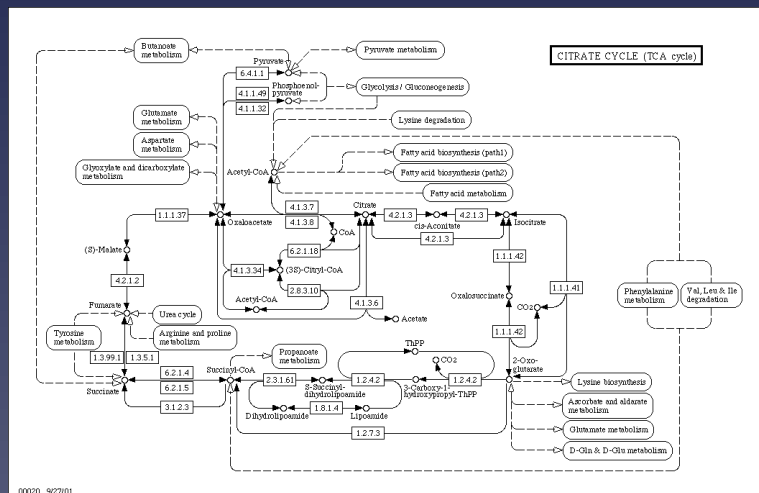 Butanoate
metabolism
Pyruvate metabolism
CITRATE CYCLE (TCA cycle)
Pyruvate
6.4.1.1
Phosphoenol-
pyruvate
4.1.1.49
4.1.1.32
Glycolysis / Gluconeogenesis
Glutamate
metabolism
Lysine degradation
Aspartate
metabolism
Fatty acid biosynthesis (path1)
Glyoxylate and dicarboxylate
metabolism
Acetyl-CoA
Fatty acid biosynthesis (path2)
Fatty acid metabolism
1.1.1.37
Oxaloacetate
4.1.3.7
4.1.3.8
Citrate
4.2.1.3
cis-Aconitate
4.2.1.3
Isocitrate
CoA
4.2.1.3
(S)-Malate
6.2.1.18
1.1.1.42
4.1.3.34
(3S)-Citryl-CoA
4.2.1.2
2.8.3.10
1.1.1.41
Oxalosuccinate
Phenylalanine
metabolism
Val, Leu & Ile
degradation
Fumarate
Acetyl-CoA
4.1.3.6
CO2
Urea cycle
Acetate
Tyrosine
metabolism
Arginine and proline
metabolism
1.1.1.42
ThPP
1.3.99.1
1.3.5.1
Propanoate
metabolism
CO2
2-Oxo-
glutarate
Succinate
6.2.1.4
6.2.1.5
Succinyl-CoA
2.3.1.61
S-Succinyl-
dihydrolipoamide
1.2.4.2
3-Carboxy-1-
hydroxypropyl-ThPP
1.2.4.2
Lysine biosynthesis
3.1.2.3
Dihydrolipoamide
1.8.1.4
Lipoamide
Ascorbate and aldarate
metabolism
1.2.7.3
Glutamate metabolism
D-Gln & D-Glu metabolism
00020 9/27/01